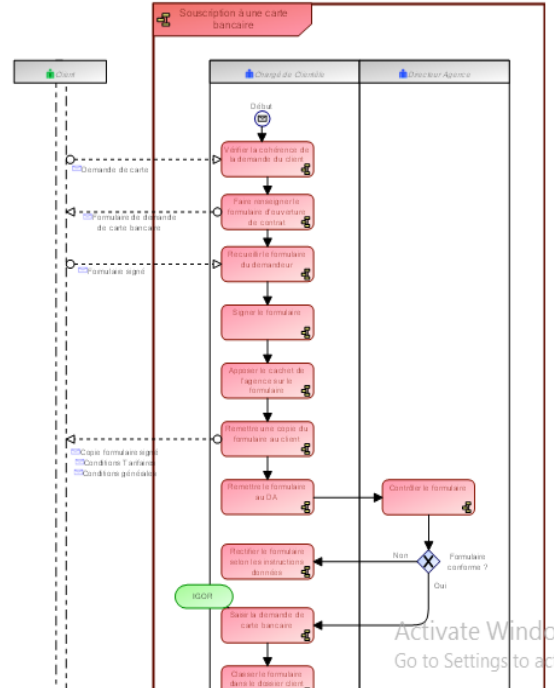 Souscription à une carte
bancaire
Client
Chargé de Clientèle
Directeur Agence
Début
Vérifier la cohérence de
la demande du client
Demande de carte
Faire renseigner le
formulaire d'ouverture
de contrat
Formulaire de demande
de carte bancaire
Recueillir le formulaire
du demandeur
Formulaire signé
Signer le formulaire
Apposer le cachet de
l'agence sur le
formulaire
Remettre une copie du
formulaire au client
Copie formulaire signé
Conditions Tarifaires
Conditions générales
Remettre le formulaire
au DA
Contrôler le formulaire
Non
Formulaire
conforme ?
Rectifier le formulaire
selon les instructions
données
Oui
IGOR
Saisir la demande de
carte bancaire
Activate Windo
Go to Settings to act
Classer le formulaire
dans le dossier client